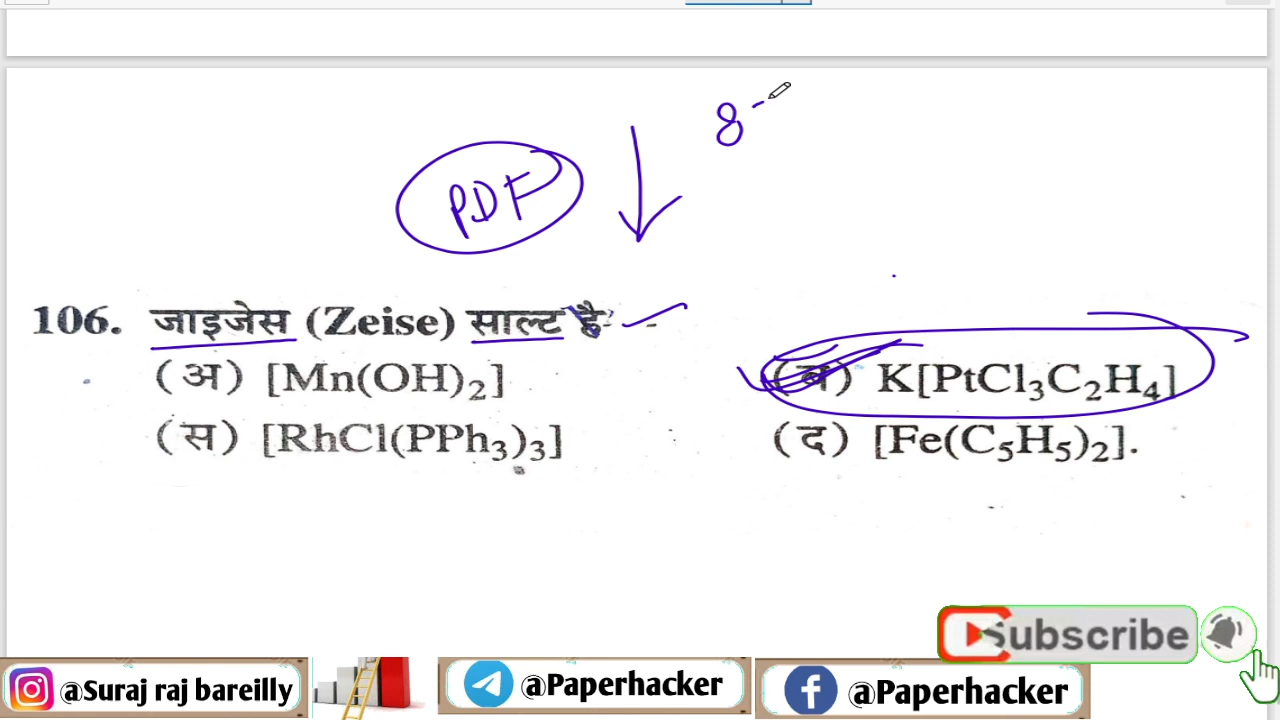 8-
PDF
106. जाइजेस (Zeise) साल्ट है-
(अ) [Mn(OH)₂]
(ब) K[PtCl₃C₂H₄]
(स) [RhCl(PPh₃)₃]
(द) [Fe(C₅H₅)₂].
Subscribe
@Suraj raj bareilly
@Paperhacker
@Paperhacker